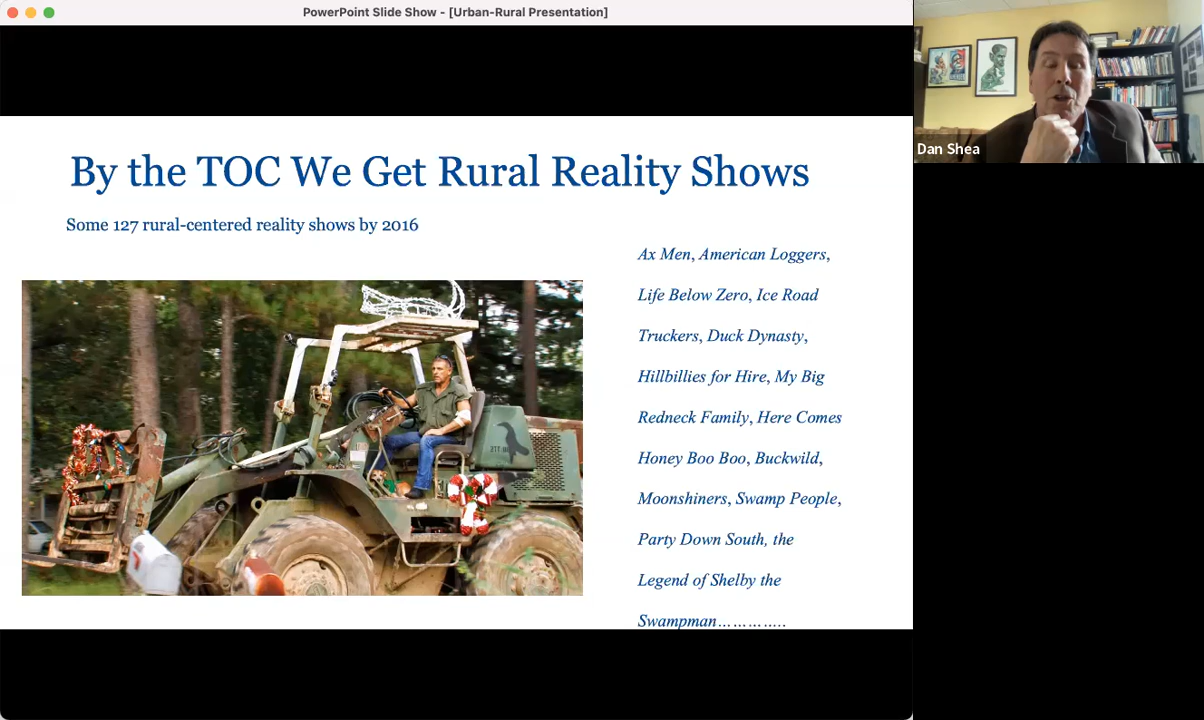 PowerPoint Slide Show - [Urban-Rural Presentation]
By the TOC We Get Rural Reality Shows
Some 127 rural-centered reality shows by 2016
Ax Men, American Loggers,
Life Below Zero, Ice Road
Truckers, Duck Dynasty,
Hillbillies for Hire, My Big
Redneck Family, Here Comes
Honey Boo Boo, Buckwild,
Moonshiners, Swamp People,
Party Down South, the
Legend of Shelby the
Swampman…………..
Dan Shea